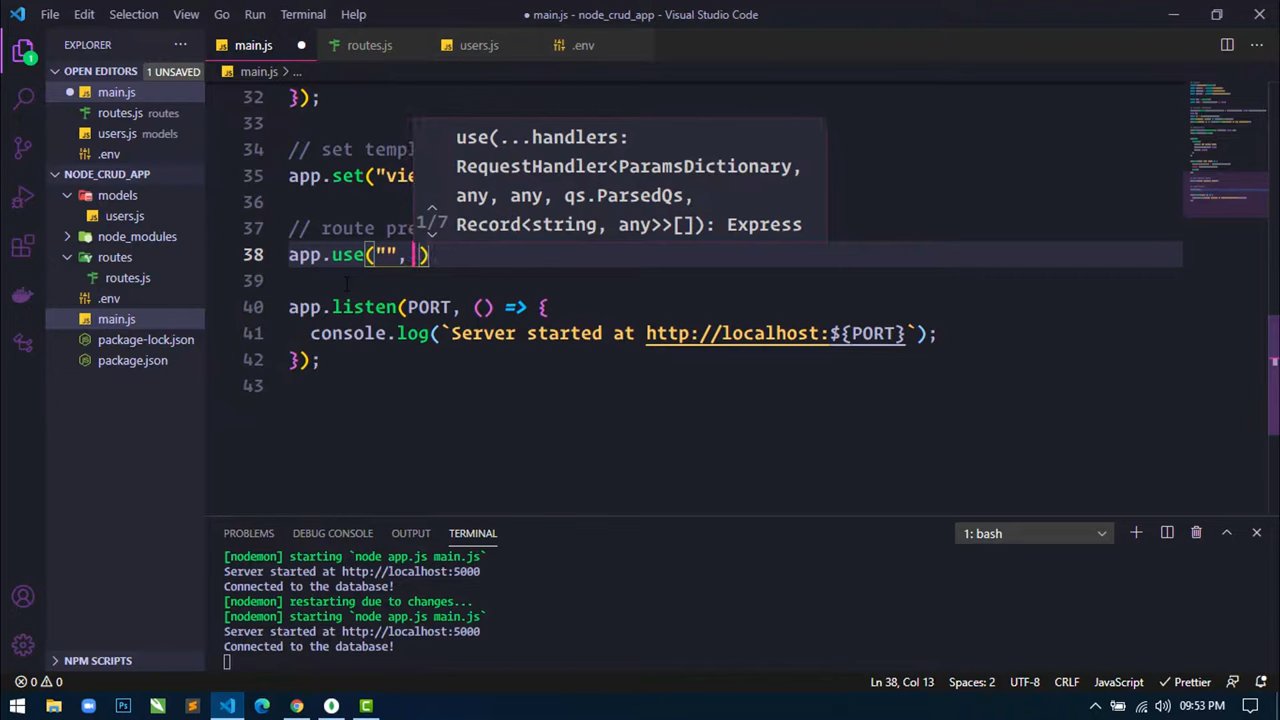 File Edit Selection View Go Run Terminal Help
● main.js - node_crud_app - Visual Studio Code
EXPLORER
main.js
routes.js
users.js
.env
OPEN EDITORS 1 UNSAVED
main.js
routes.js routes
users.js models
.env
NODE_CRUD_APP
models
users.js
node_modules
routes
routes.js
.env
main.js
package-lock.json
package.json
NPM SCRIPTS
main.js > ...
32 });
33
34 // set templ
35 app.set("vie
36
37 // route pre
38 app.use("", )
39
40 app.listen(PORT, () => {
41 console.log(`Server started at http://localhost:${PORT}`);
42 });
43
1/7
use(...handlers:
RequestHandler<ParamsDictionary,
any, any, qs.ParsedQs,
Record<string, any>>[]): Express
PROBLEMS DEBUG CONSOLE OUTPUT TERMINAL
1: bash
[nodemon] starting `node app.js main.js`
Server started at http://localhost:5000
Connected to the database!
[nodemon] restarting due to changes...
[nodemon] starting `node app.js main.js`
Server started at http://localhost:5000
Connected to the database!
0 0
Ln 38, Col 13 Spaces: 2 UTF-8 CRLF JavaScript Prettier
09:53 PM